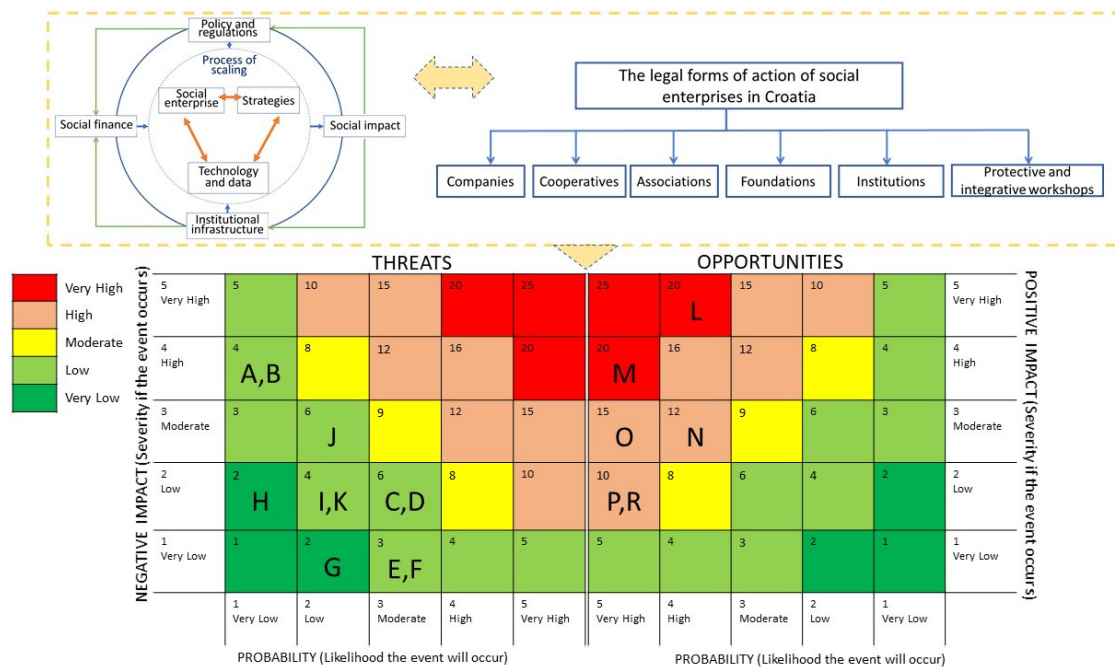 Policy and
regulations
Process of
scaling
Social
enterprise
Strategies
Social finance
Social impact
Technology
and data
Institutional
infrastructure
The legal forms of action of social
enterprises in Croatia
Companies
Cooperatives
Associations
Foundations
Institutions
Protective and
integrative workshops
THREATS
OPPORTUNITIES
Very High
High
Moderate
Low
Very Low
NEGATIVE IMPACT (Severity if the event occurs)
POSITIVE IMPACT (Severity if the event occurs)
5
Very High
5 10 15 20 25 25 20 15 10 5
L
5
Very High
4
High
4 8 12 16 20 20 16 12 8 4
A,B M
4
High
3
Moderate
3 6 9 12 15 15 12 9 6 3
J O N
3
Moderate
2
Low
2 4 6 8 10 10 8 6 4 2
H I,K C,D P,R
2
Low
1
Very Low
1 2 3 4 5 5 4 3 2 1
G E,F
1
Very Low
1 2 3 4 5 5 4 3 2 1
Very Low Low Moderate High Very High Very High High Moderate Low Very Low
PROBABILITY (Likelihood the event will occur)
PROBABILITY (Likelihood the event will occur)